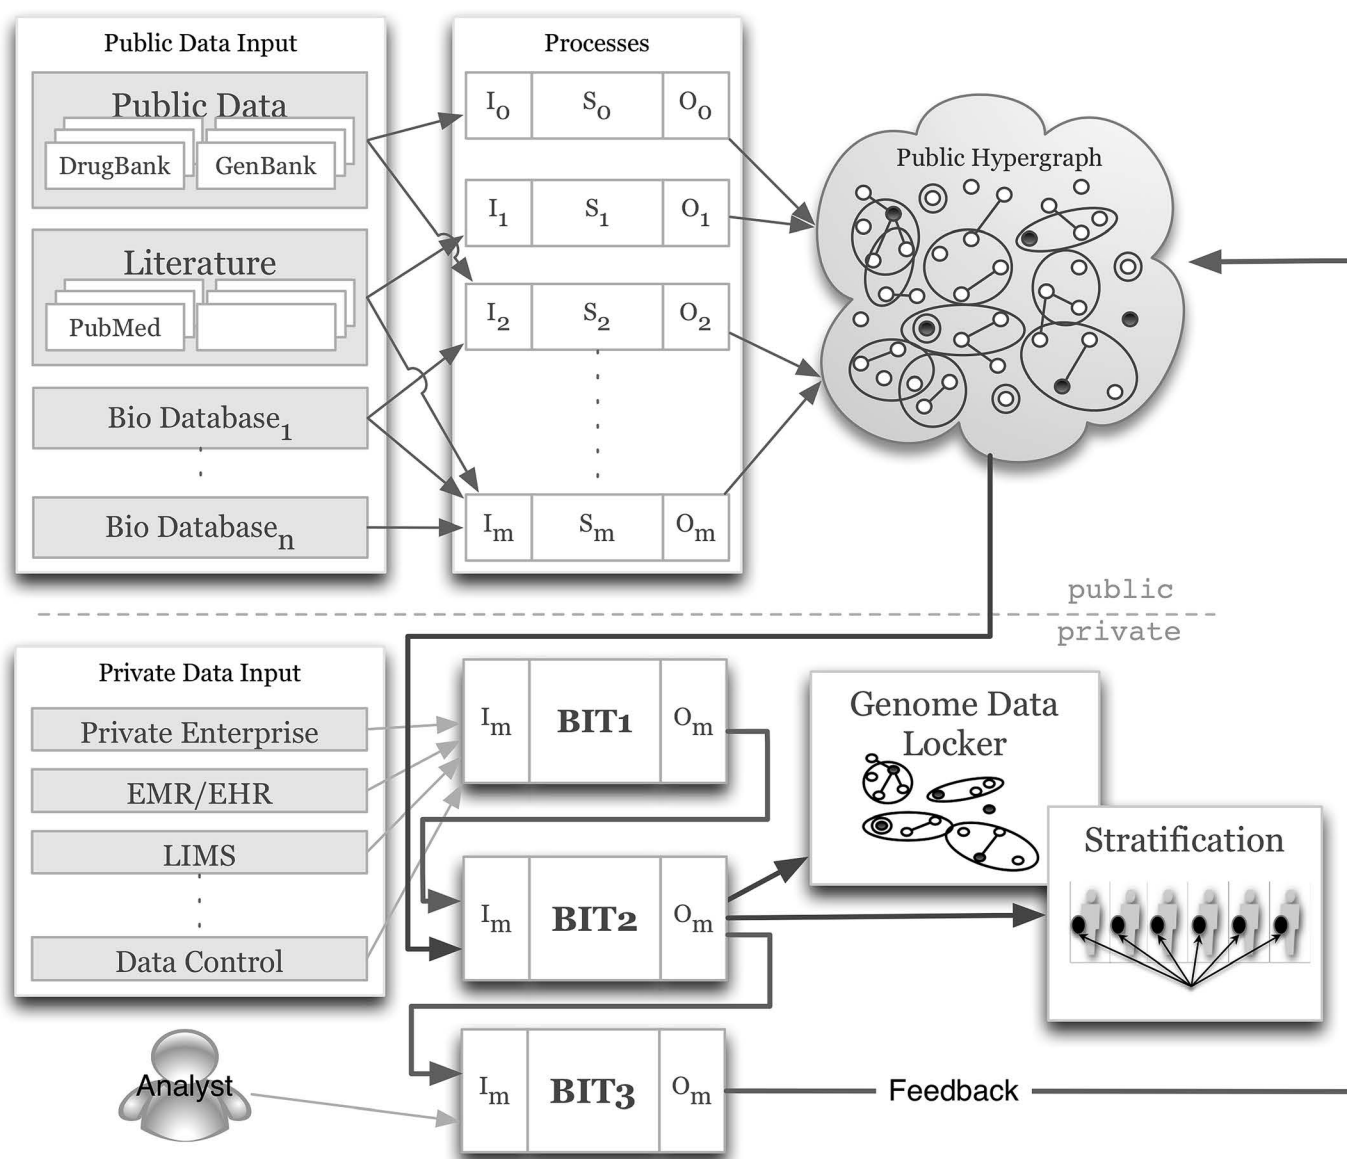 Public Data Input
Public Data
DrugBank
GenBank
Literature
PubMed
Bio Database1
Bio Databasen
Processes
I0 S0 O0
I1 S1 O1
I2 S2 O2
Im Sm Om
Public Hypergraph
public
private
Private Data Input
Private Enterprise
EMR/EHR
LIMS
Data Control
Im BIT1 Om
Im BIT2 Om
Im BIT3 Om
Genome Data
Locker
Stratification
Analyst
Feedback